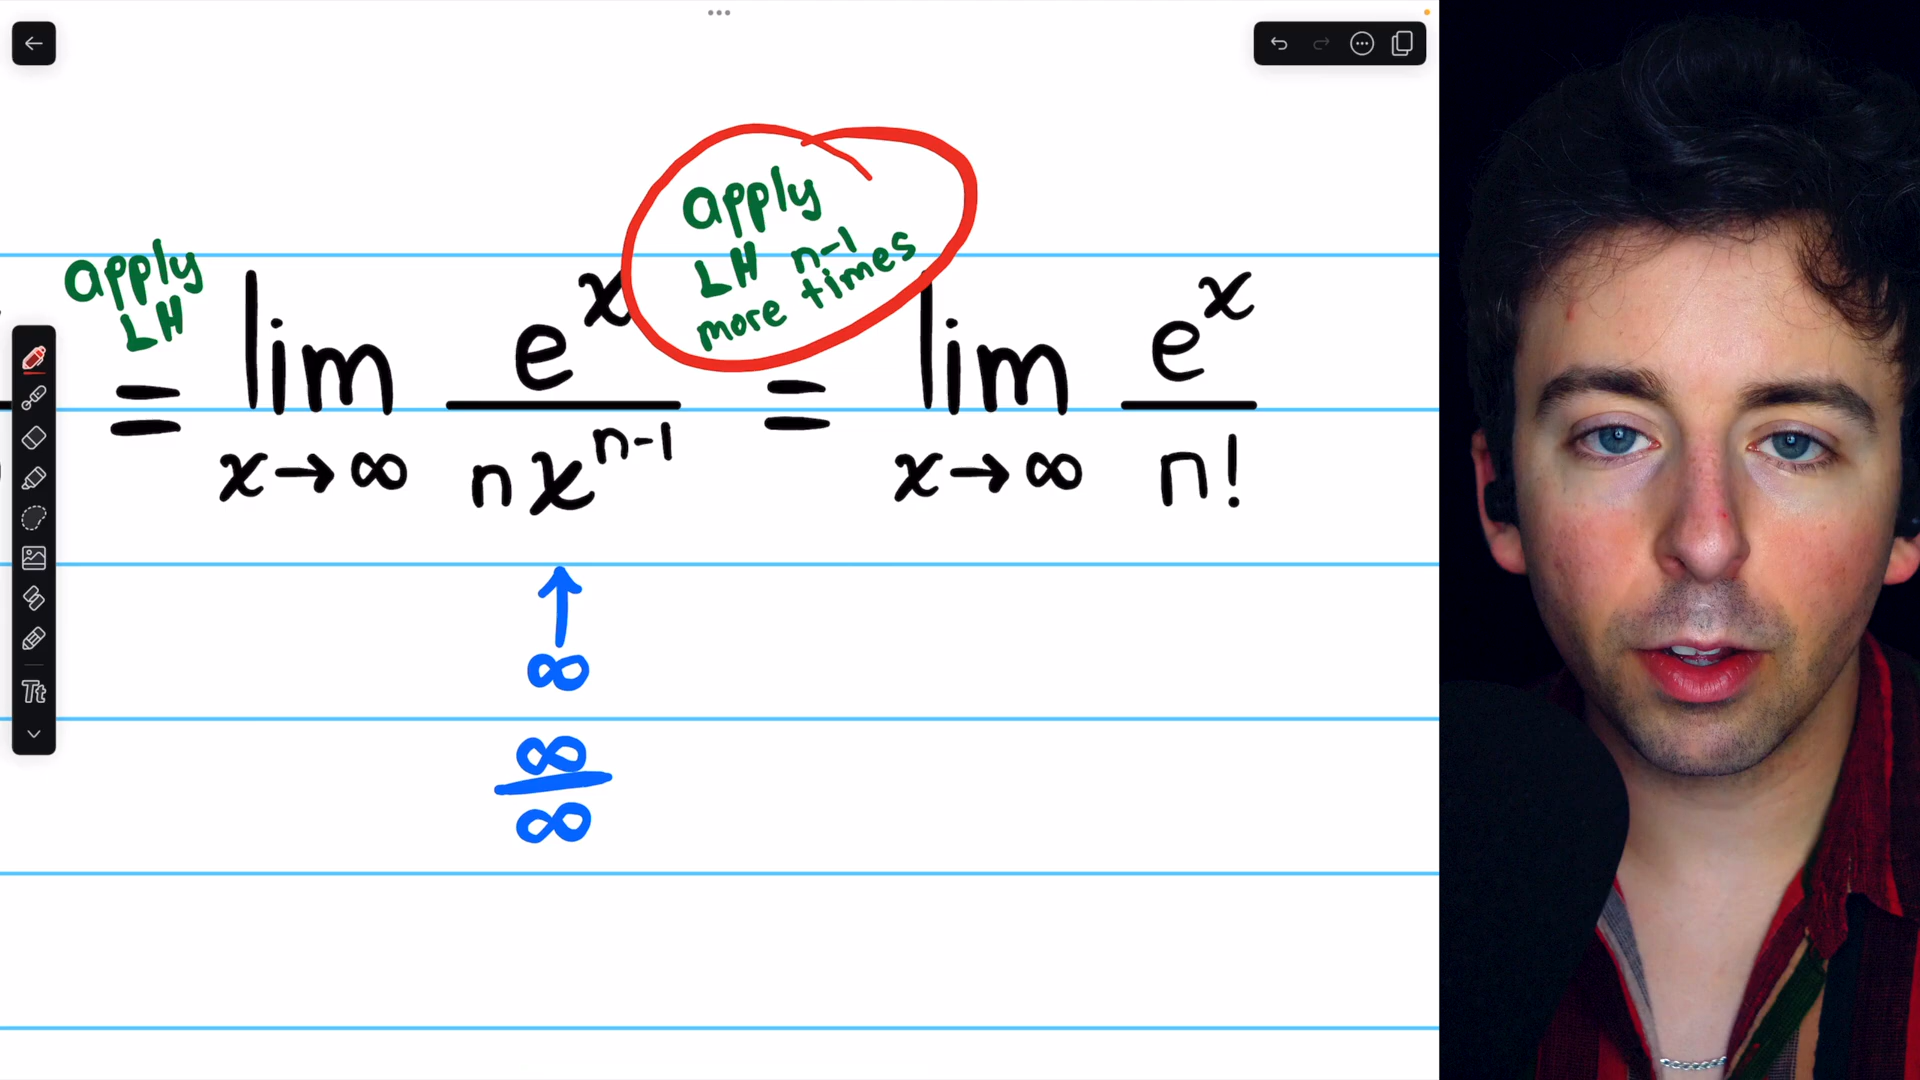 apply
LH n-1
more times
apply
LH
= lim e^x / nx^{n-1} = lim e^x / n!
x→∞ x→∞
↑
∞
∞
∞
Tt